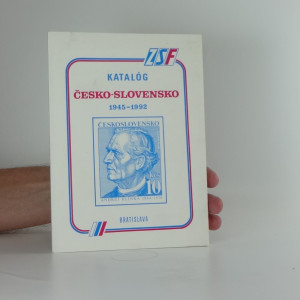 ZSF
KATALÓG
ČESKO-SLOVENSKO
1945-1992
ČESKOSLOVENSKO
10
BRATISLAVA